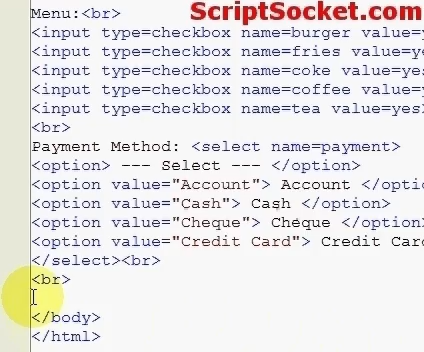 ScriptSocket.com
Menu:<br>
<input type=checkbox name=burger value=
<input type=checkbox name=fries value=ye
<input type=checkbox name=coke value=yes
<input type=checkbox name=coffee value=y
<input type=checkbox name=tea value=yes>
<br>
Payment Method: <select name=payment>
<option> --- Select --- </option>
<option value="Account"> Account </optio
<option value="Cash"> Cash </option>
<option value="Cheque"> Cheque </option>
<option value="Credit Card"> Credit Card
</select><br>
<br>
</body>
</html>